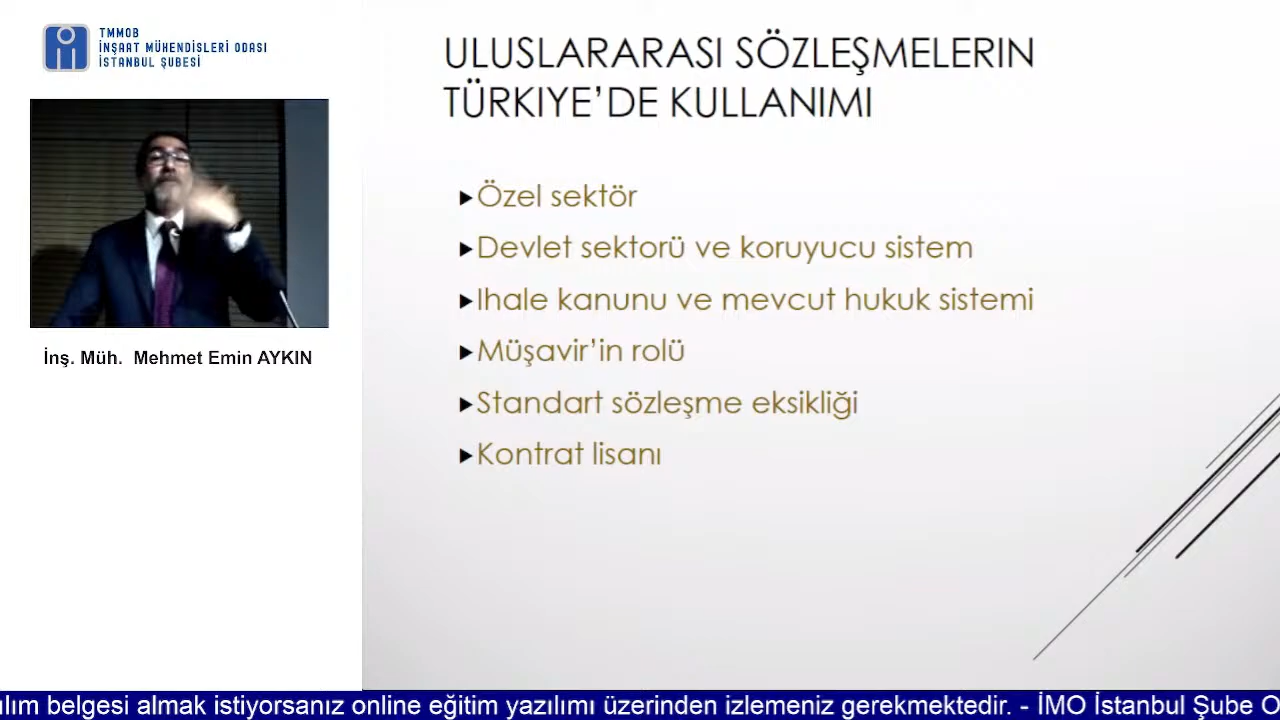 TMMOB
İNŞAAT MÜHENDİSLERİ ODASI
İSTANBUL ŞUBESİ
İnş. Müh. Mehmet Emin AYKIN
ULUSLARARASI SÖZLEŞMELERIN
TÜRKIYE’DE KULLANIMI
Özel sektör
Devlet sektorü ve koruyucu sistem
Ihale kanunu ve mevcut hukuk sistemi
Müşavir’in rolü
Standart sözleşme eksikliği
Kontrat lisanı
belgesi almak istiyorsanız online eğitim yazılımı üzerinden izlemeniz gerekmektedir. - İMO İstanbul Şube